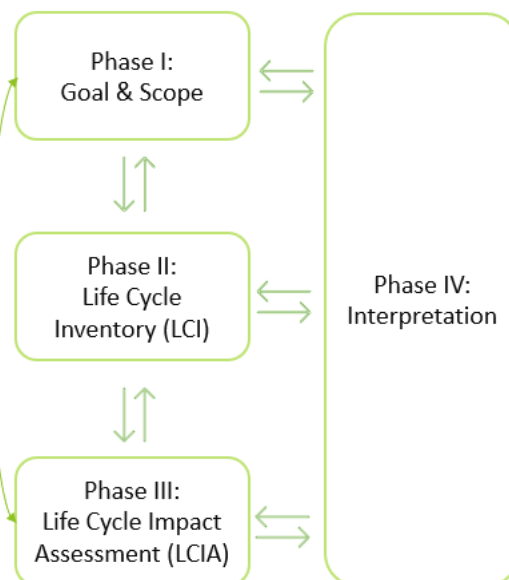 Phase I:
Goal & Scope
Phase II:
Life Cycle
Inventory (LCI)
Phase III:
Life Cycle Impact
Assessment (LCIA)
Phase IV:
Interpretation